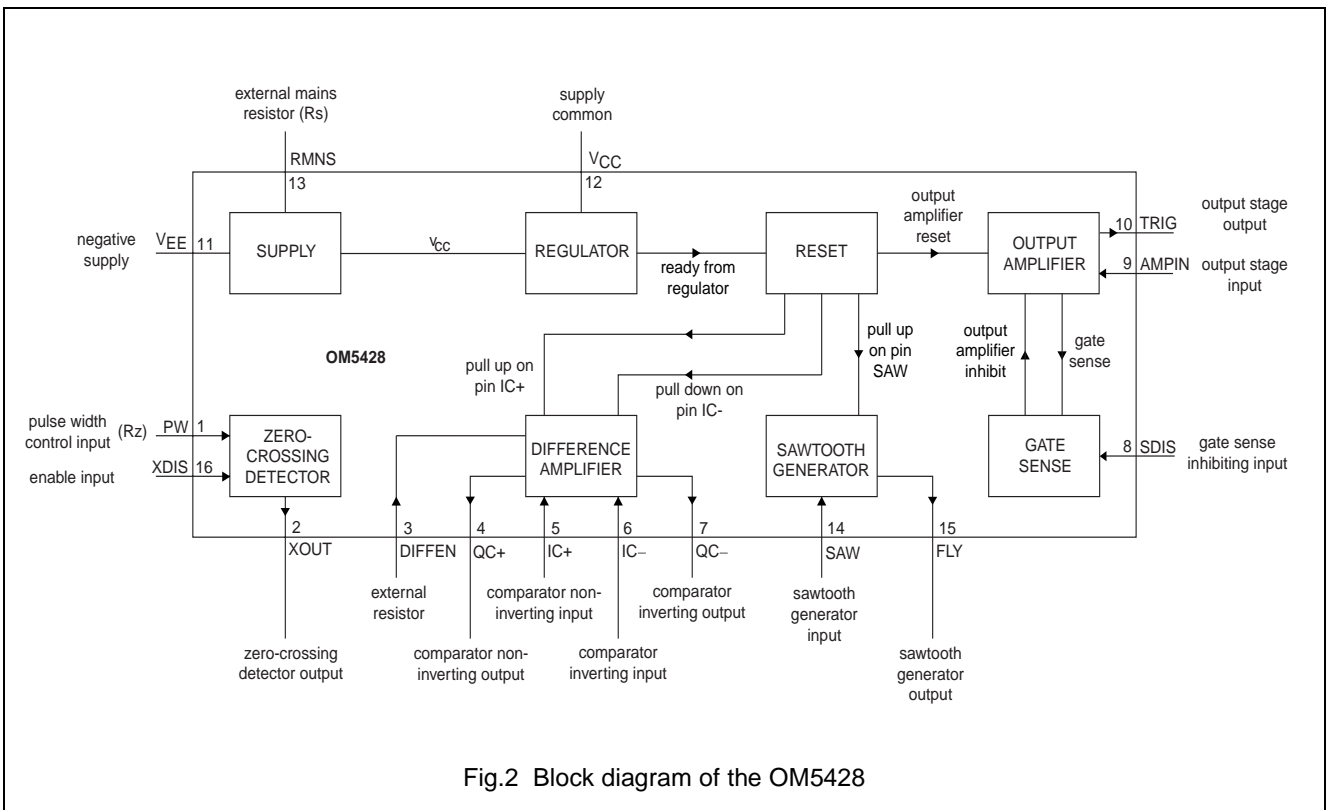 external mains
resistor (Rs)
supply
common
RMNS
13
VCC
12
negative
supply
VEE 11
SUPPLY
vcc
REGULATOR
ready from
regulator
RESET
output
amplifier
reset
OUTPUT
AMPLIFIER
10 TRIG
output stage
output
9 AMPIN
output stage
input
OM5428
pull up on
pin IC+
pull down on
pin IC-
pull up
on pin
SAW
output
amplifier
inhibit
gate
sense
pulse width
control input
(Rz)
PW 1
enable input
XDIS 16
ZERO-
CROSSING
DETECTOR
DIFFERENCE
AMPLIFIER
SAWTOOTH
GENERATOR
GATE
SENSE
8 SDIS
gate sense
inhibiting input
2
XOUT
3
DIFFEN
4
QC+
5
IC+
6
IC−
7
QC−
14
SAW
15
FLY
external
resistor
comparator non-
inverting input
comparator
inverting output
sawtooth
generator
input
zero-crossing
detector output
comparator non-
inverting output
comparator
inverting input
sawtooth
generator
output
Fig.2 Block diagram of the OM5428